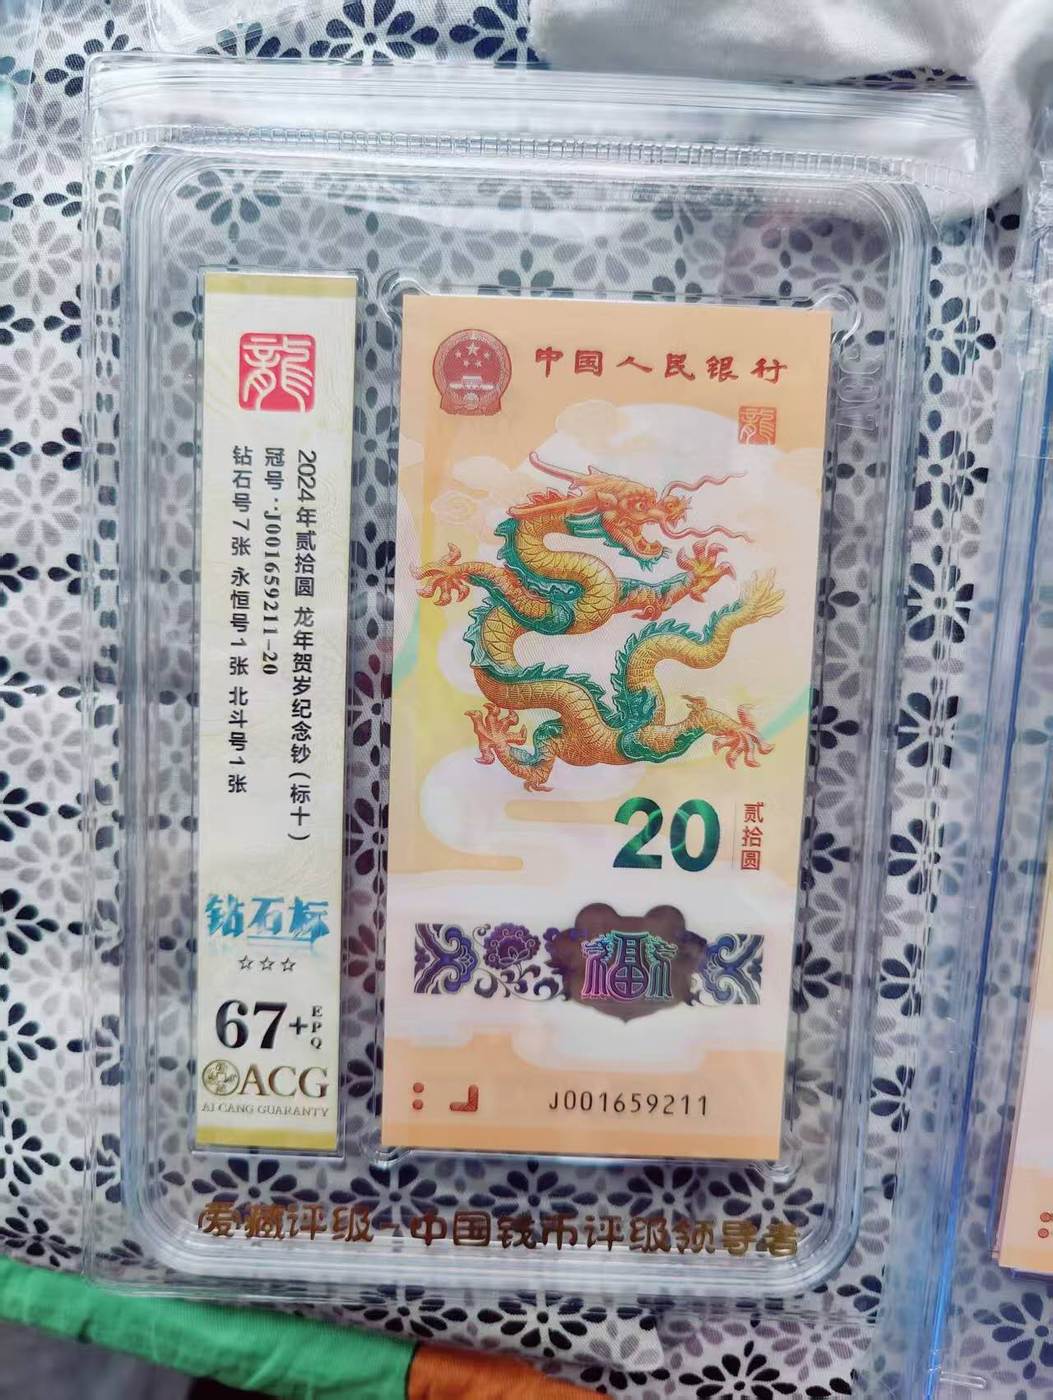 龍
2024年贰拾圆 龙年贺岁纪念钞(标十)
冠号:J001659211-20
钻石号7张 永恒号1张 北斗号1张
钻石标
☆☆☆
67+
EPQ
ACG
AI CANG GUARANTY
中国人民银行
龍
20
贰拾圆
福
J001659211
爱藏评级-中国钱币评级领导者